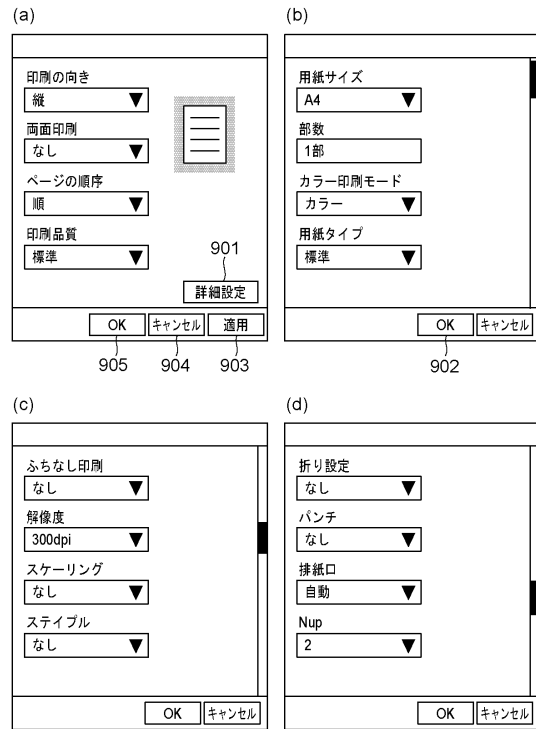 (a)
印刷の向き
縦
両面印刷
なし
ページの順序
順
印刷品質
標準
901
詳細設定
OK
キャンセル
適用
905
904
903
(b)
用紙サイズ
A4
部数
1部
カラー印刷モード
カラー
用紙タイプ
標準
OK
キャンセル
902
(c)
ふちなし印刷
なし
解像度
300dpi
スケーリング
なし
ステイプル
なし
OK
キャンセル
(d)
折り設定
なし
パンチ
なし
排紙口
自動
Nup
2
OK
キャンセル